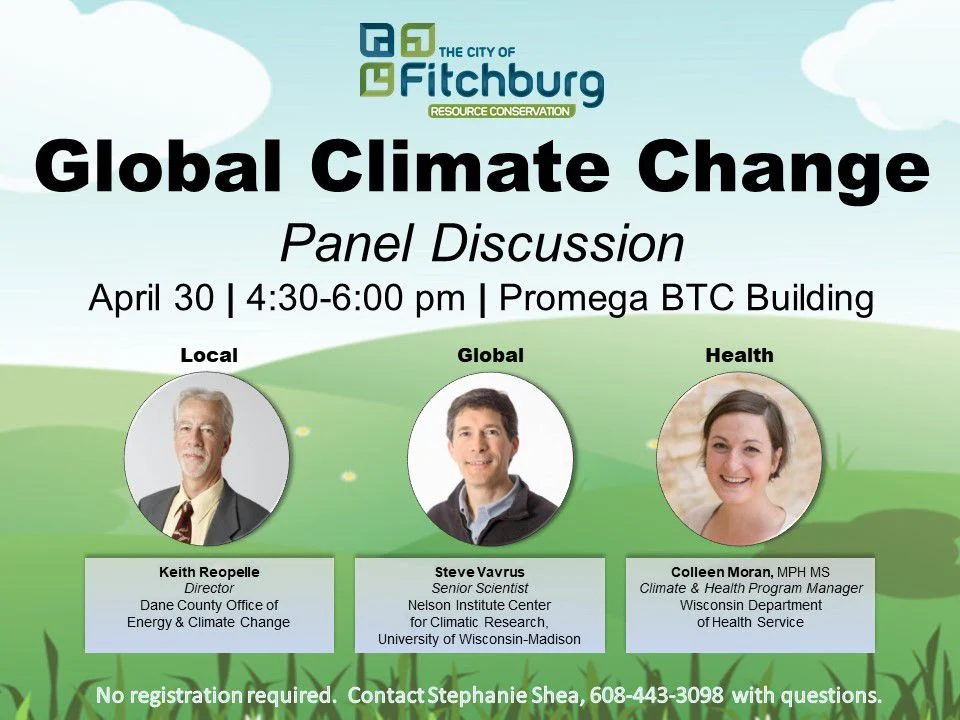 THE CITY OF
Fitchburg
RESOURCE CONSERVATION
Global Climate Change
Panel Discussion
April 30 | 4:30-6:00 pm | Promega BTC Building
Local
Global
Health
Keith Reopelle
Director
Dane County Office of
Energy & Climate Change
Steve Vavrus
Senior Scientist
Nelson Institute Center
for Climatic Research,
University of Wisconsin-Madison
Colleen Moran, MPH MS
Climate & Health Program Manager
Wisconsin Department
of Health Service
No registration required. Contact Stephanie Shea, 608-443-3098 with questions.